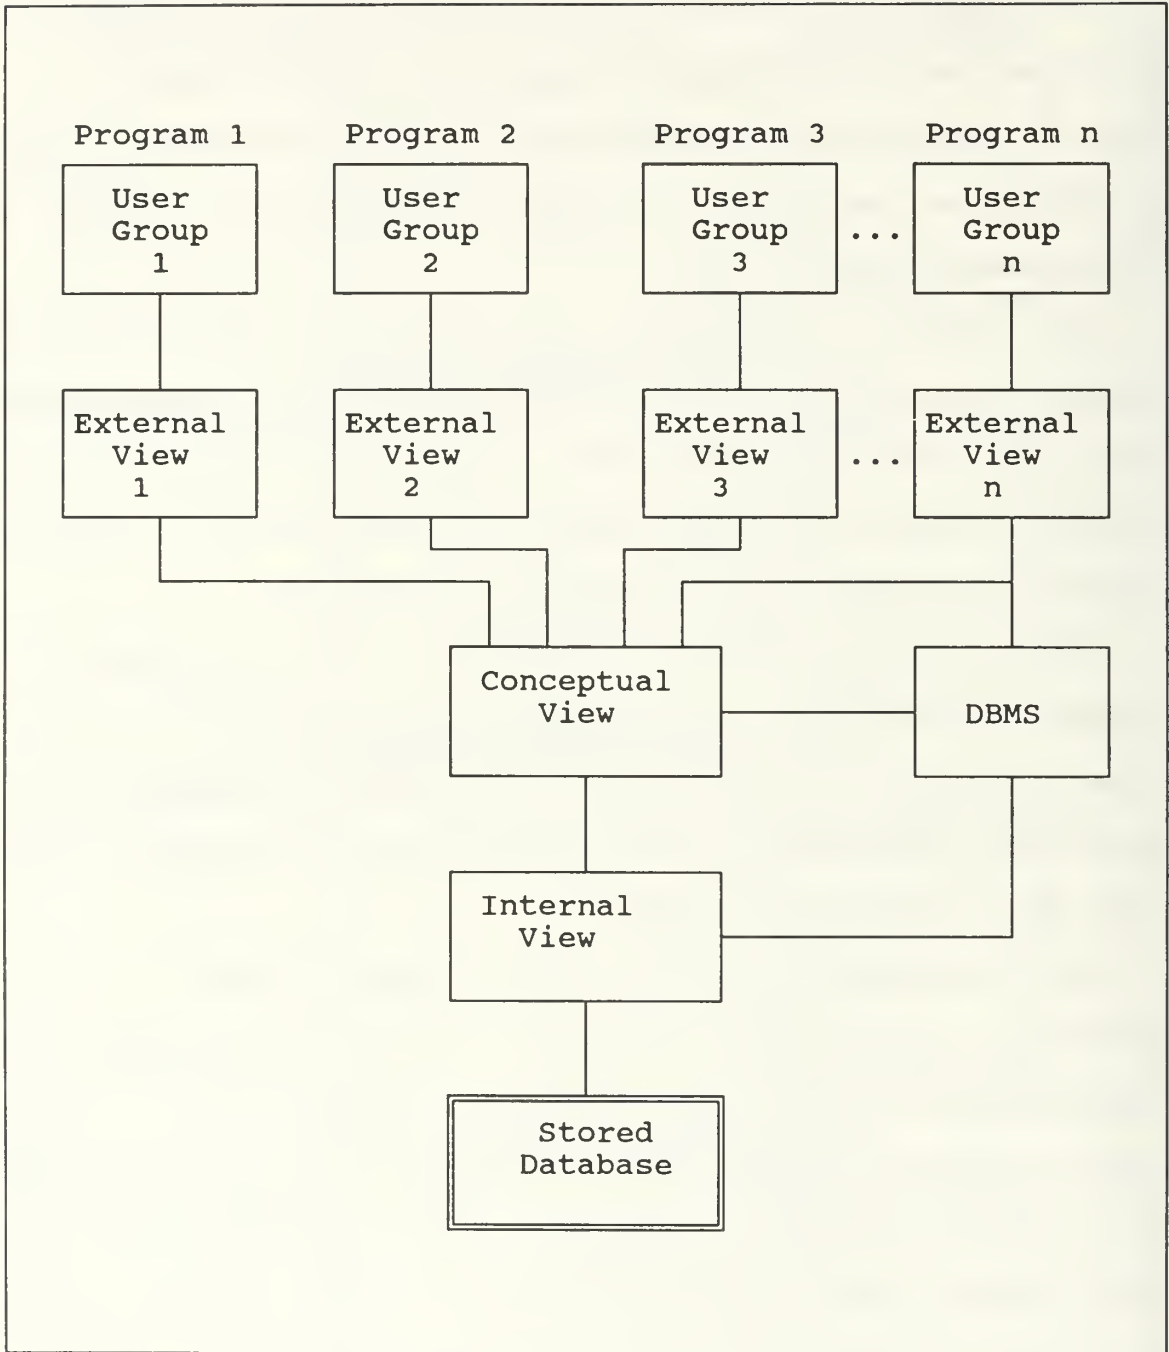 Program 1 Program 2 Program 3 Program n
User User User User
Group Group Group ... Group
1 2 3 n
External External External External
View View View ... View
1 2 3 n
Conceptual
View
DBMS
Internal
View
Stored
Database